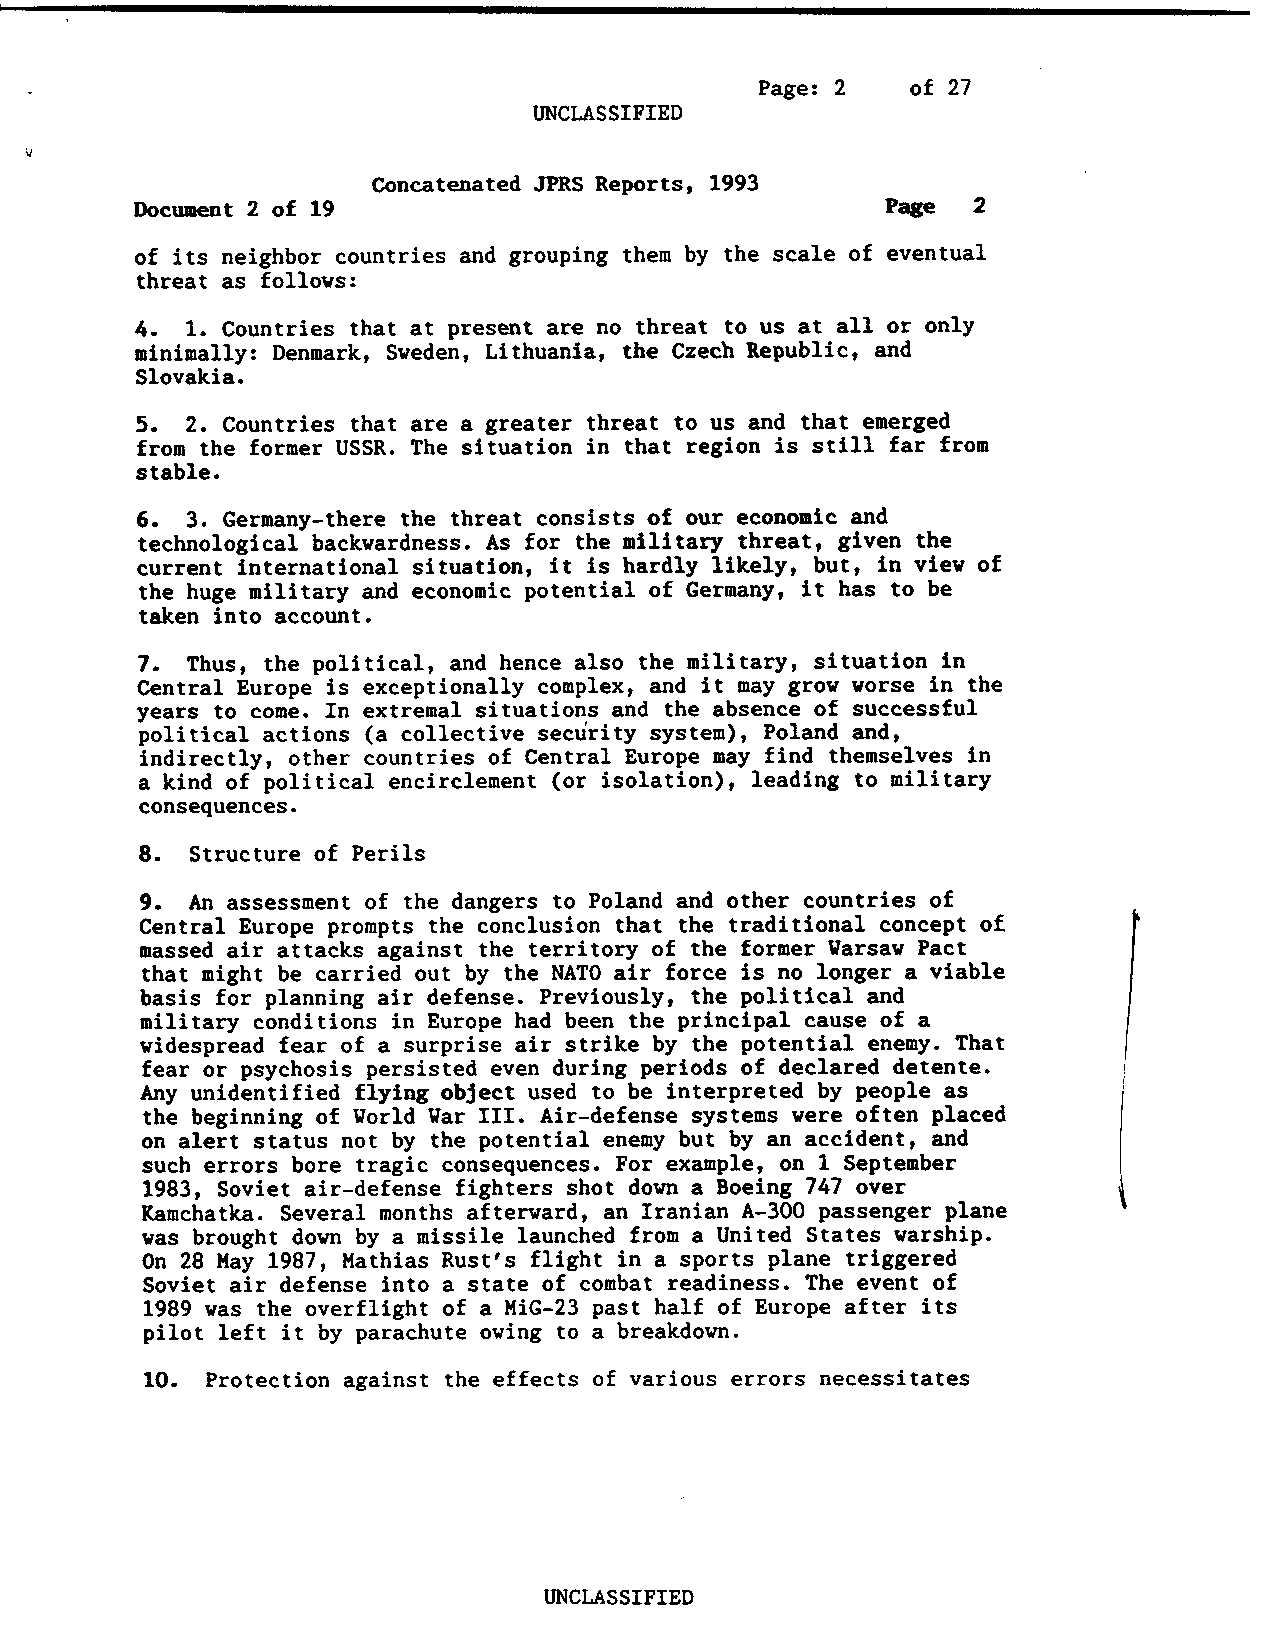 Page: 2 of 27
UNCLASSIFIED
Concatenated JPRS Reports, 1993
Document 2 of 19 Page 2
of its neighbor countries and grouping them by the scale of eventual
threat as follows:
4. 1. Countries that at present are no threat to us at all or only
minimally: Denmark, Sweden, Lithuania, the Czech Republic, and
Slovakia.
5. 2. Countries that are a greater threat to us and that emerged
from the former USSR. The situation in that region is still far from
stable.
6. 3. Germany-there the threat consists of our economic and
technological backwardness. As for the military threat, given the
current international situation, it is hardly likely, but, in view of
the huge military and economic potential of Germany, it has to be
taken into account.
7. Thus, the political, and hence also the military, situation in
Central Europe is exceptionally complex, and it may grow worse in the
years to come. In extremal situations and the absence of successful
political actions (a collective security system), Poland and,
indirectly, other countries of Central Europe may find themselves in
a kind of political encirclement (or isolation), leading to military
consequences.
8. Structure of Perils
9. An assessment of the dangers to Poland and other countries of
Central Europe prompts the conclusion that the traditional concept of
massed air attacks against the territory of the former Warsaw Pact
that might be carried out by the NATO air force is no longer a viable
basis for planning air defense. Previously, the political and
military conditions in Europe had been the principal cause of a
widespread fear of a surprise air strike by the potential enemy. That
fear or psychosis persisted even during periods of declared detente.
Any unidentified flying object used to be interpreted by people as
the beginning of World War III. Air-defense systems were often placed
on alert status not by the potential enemy but by an accident, and
such errors bore tragic consequences. For example, on 1 September
1983, Soviet air-defense fighters shot down a Boeing 747 over
Kamchatka. Several months afterward, an Iranian A-300 passenger plane
was brought down by a missile launched from a United States warship.
On 28 May 1987, Mathias Rust's flight in a sports plane triggered
Soviet air defense into a state of combat readiness. The event of
1989 was the overflight of a MiG-23 past half of Europe after its
pilot left it by parachute owing to a breakdown.
10. Protection against the effects of various errors necessitates
UNCLASSIFIED